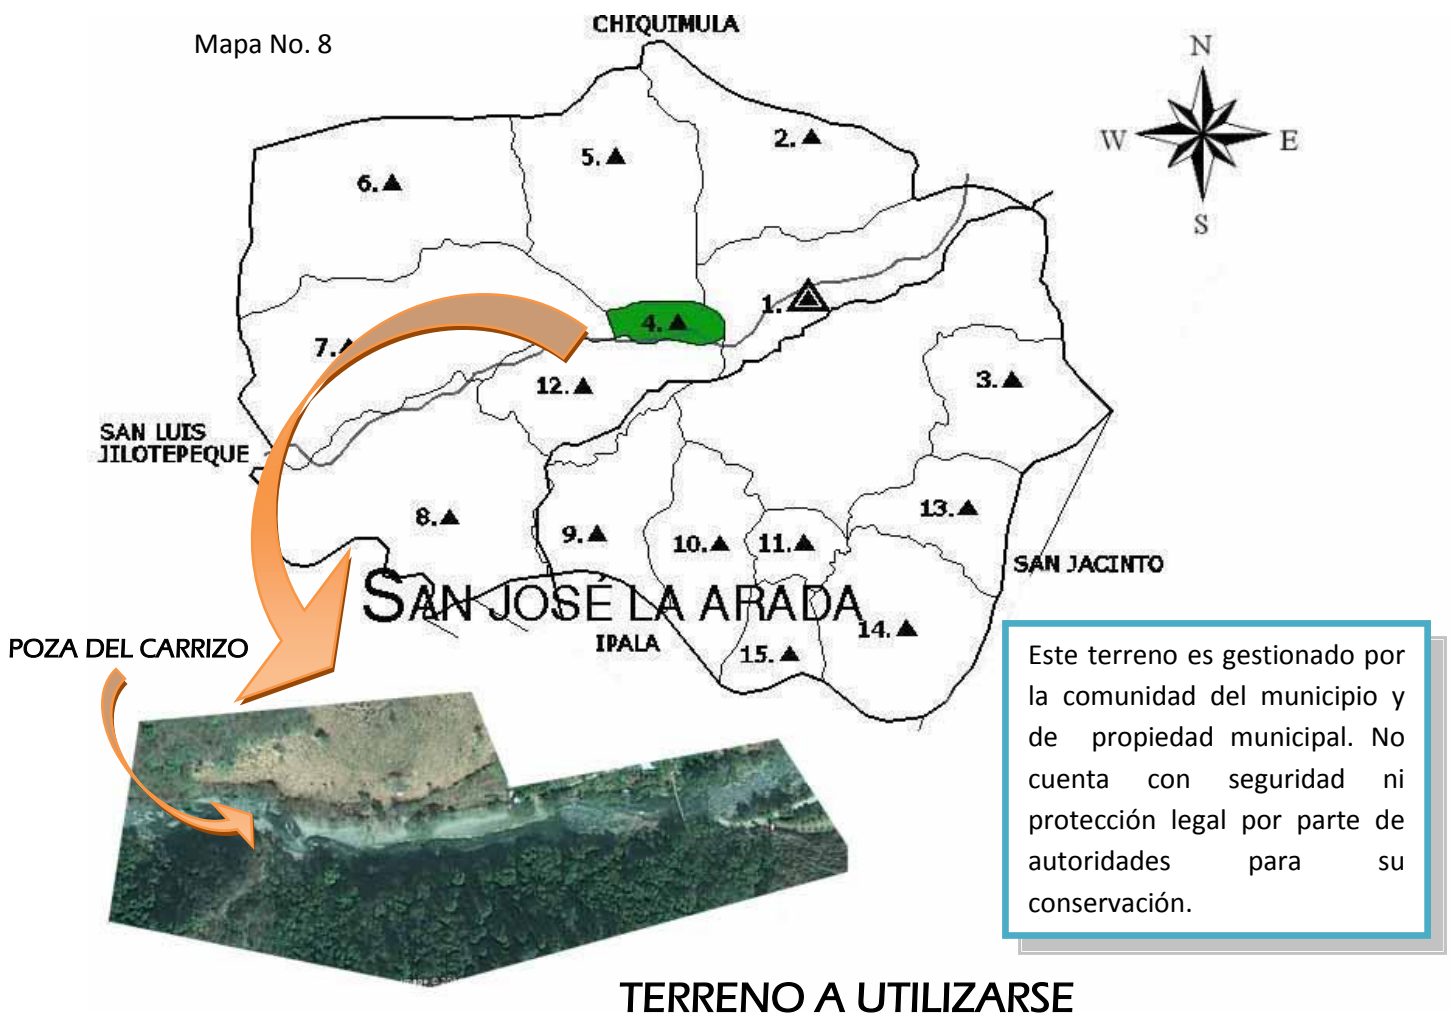 CHIQUIMULA
Mapa No. 8
N
W
E
S
2.
5.
6.
1.
4.
7.
3.
12.
SAN LUIS
JILOTEPEQUE
13.
8.
9.
10.
11.
SAN JACINTO
SAN JOSÉ LA ARADA
14.
IPALA
15.
POZA DEL CARRIZO
Este terreno es gestionado por
la comunidad del municipio y
de propiedad municipal. No
cuenta con seguridad ni
protección legal por parte de
autoridades para su
conservación.
TERRENO A UTILIZARSE